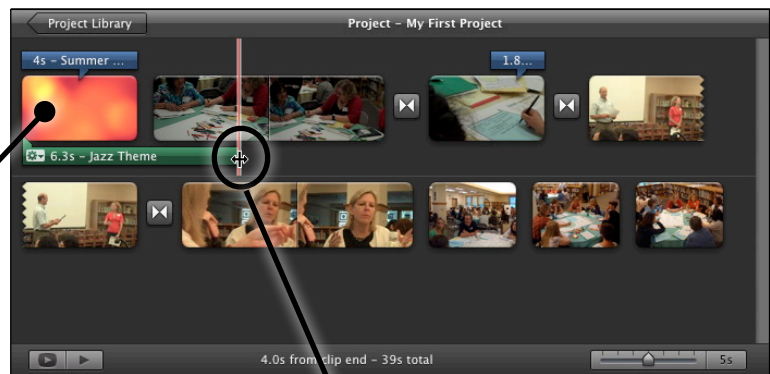 Project Library
Project – My First Project
4s – Summer ...
1.8...
6.3s – Jazz Theme
4.0s from clip end – 39s total
5s